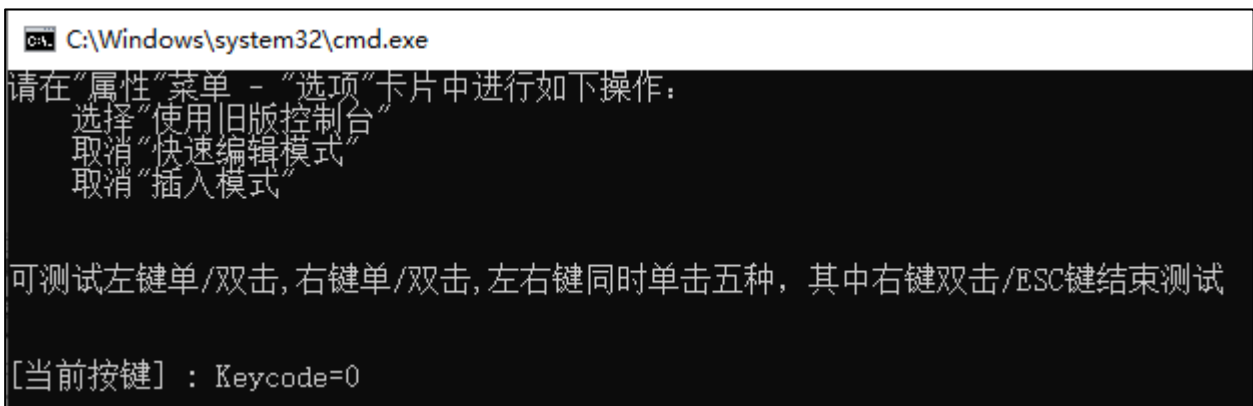 C:\Windows\system32\cmd.exe
请在"属性"菜单 - "选项"卡片中进行如下操作:
选择"使用旧版控制台"
取消"快速编辑模式"
取消"插入模式"
可测试左键单/双击,右键单/双击,左右键同时单击五种，其中右键双击/ESC键结束测试
[当前按键] : Keycode=0